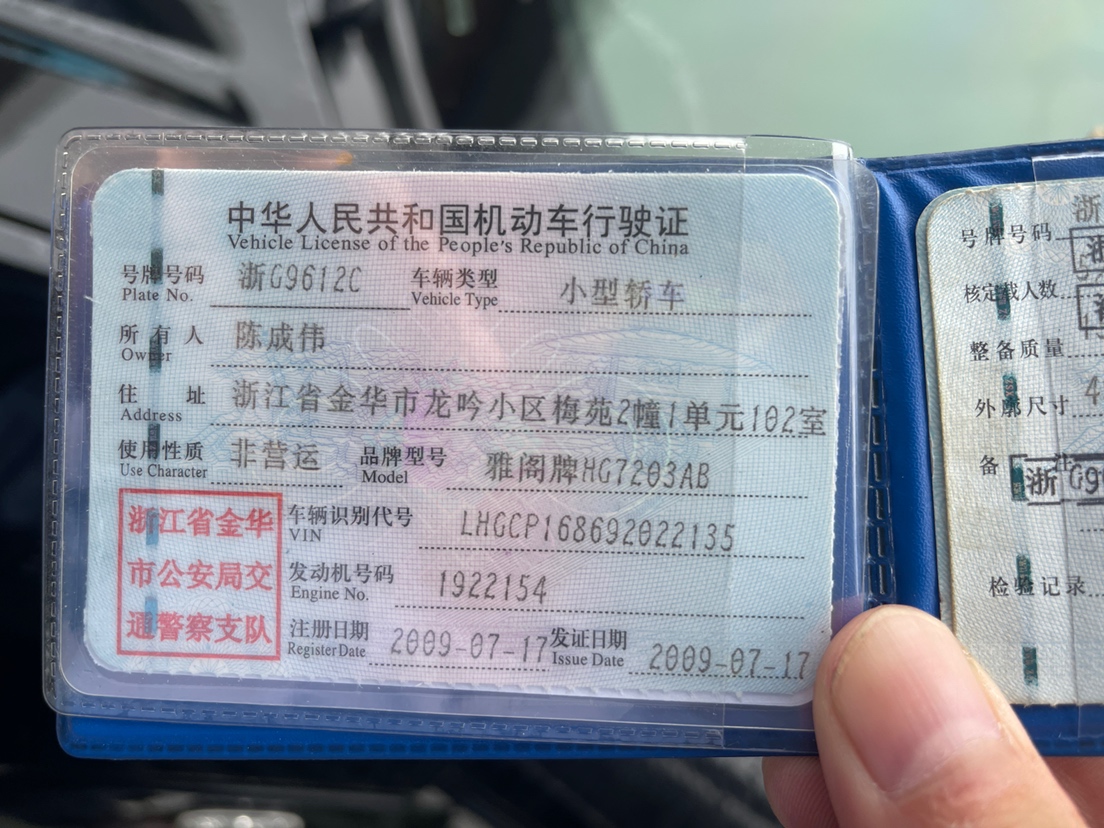 中华人民共和国机动车行驶证
Vehicle License of the People's Republic of China
号牌号码 浙G9612C 车辆类型 小型轿车
Plate No. Vehicle Type
所有人 陈成伟
Owner
住址 浙江省金华市龙吟小区梅苑2幢1单元102室
Address
使用性质 非营运 品牌型号 雅阁牌HG7203AB
Use Character Model
浙江省金华
市公安局交
通警察支队
车辆识别代号 LHGCP168692022135
VIN
发动机号码 1922154
Engine No.
注册日期 2009-07-17 发证日期 2009-07-17
Register Date Issue Date
号牌号码 浙
核定载人数
整备质量
外廓尺寸 4
备
浙G9
检验记录